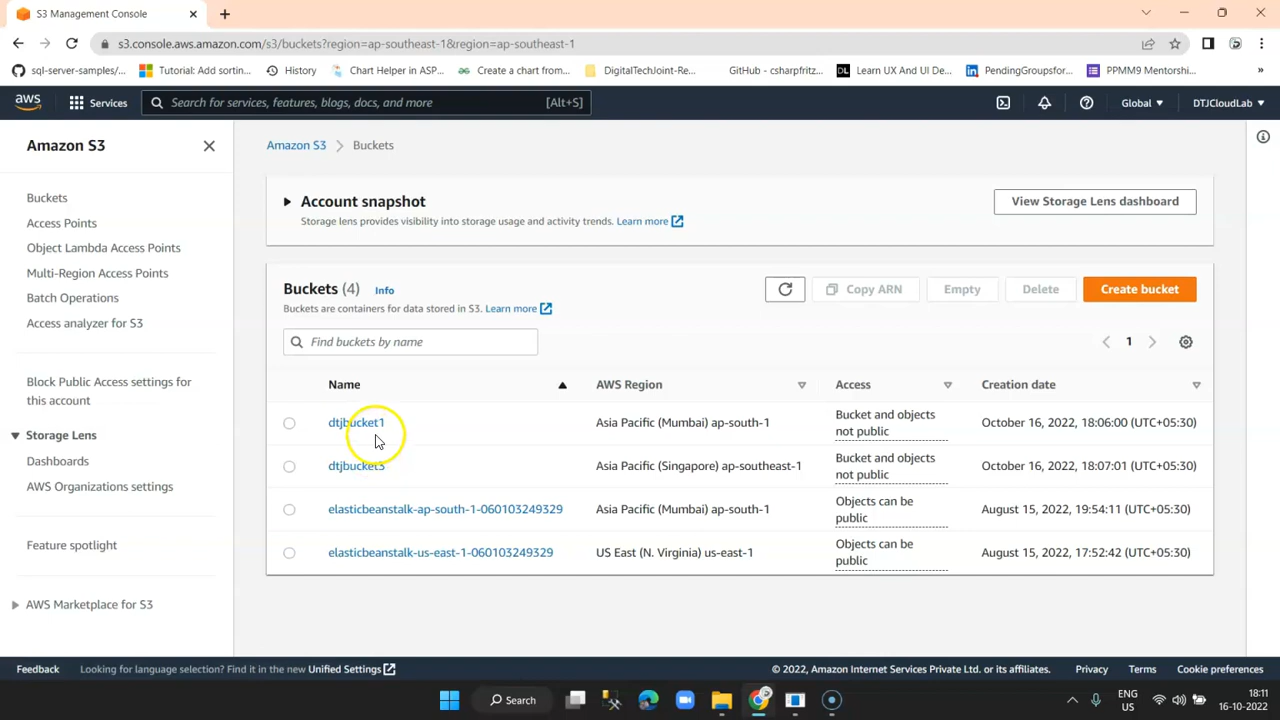 S3 Management Console
s3.console.aws.amazon.com/s3/buckets?region=ap-southeast-1&region=ap-southeast-1
sql-server-samples/...
Tutorial: Add sortin...
History
Chart Helper in ASP...
Create a chart from...
DigitalTechJoint-Re...
GitHub - csharpfritz...
DL
Learn UX And UI De...
PendingGroupsfor...
PPMM9 Mentorshi...
»
aws
Services
Search for services, features, blogs, docs, and more
[Alt+S]
Global
DTJCloudLab
Amazon S3
Buckets
Access Points
Object Lambda Access Points
Multi-Region Access Points
Batch Operations
Access analyzer for S3
Block Public Access settings for
this account
Storage Lens
Dashboards
AWS Organizations settings
Feature spotlight
AWS Marketplace for S3
Amazon S3
Buckets
Account snapshot
Storage lens provides visibility into storage usage and activity trends. Learn more
View Storage Lens dashboard
Buckets (4)
Info
Buckets are containers for data stored in S3. Learn more
Copy ARN
Empty
Delete
Create bucket
Find buckets by name
1
Name
AWS Region
Access
Creation date
dtjbucket1
Asia Pacific (Mumbai) ap-south-1
Bucket and objects
not public
October 16, 2022, 18:06:00 (UTC+05:30)
dtjbucket3
Asia Pacific (Singapore) ap-southeast-1
Bucket and objects
not public
October 16, 2022, 18:07:01 (UTC+05:30)
elasticbeanstalk-ap-south-1-060103249329
Asia Pacific (Mumbai) ap-south-1
Objects can be
public
August 15, 2022, 19:54:11 (UTC+05:30)
elasticbeanstalk-us-east-1-060103249329
US East (N. Virginia) us-east-1
Objects can be
public
August 15, 2022, 17:52:42 (UTC+05:30)
Feedback
Looking for language selection? Find it in the new Unified Settings
© 2022, Amazon Internet Services Private Ltd. or its affiliates.
Privacy
Terms
Cookie preferences
Search
ENG
US
18:11
16-10-2022